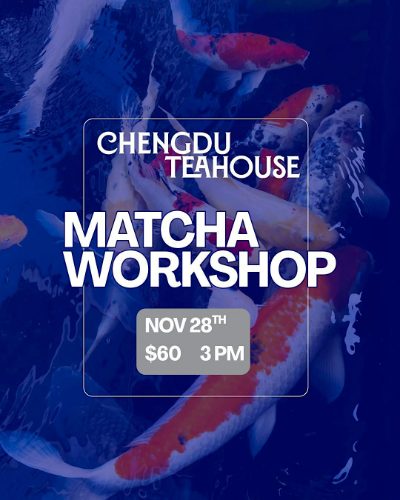 CHENGDU
TEAHOUSE
MATCHA
WORKSHOP
NOV 28TH
$60 3 PM